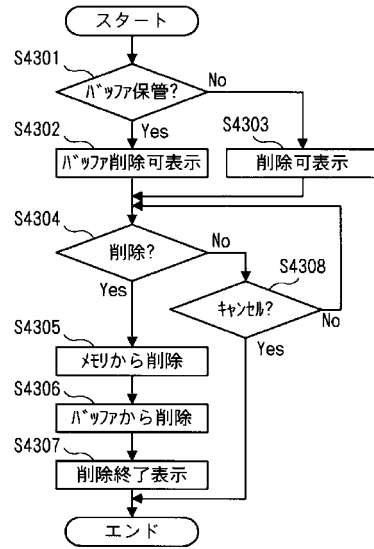 スタート
S4301
バッファ保管?
No
Yes
S4302
バッファ削除可表示
S4303
削除可表示
S4304
削除?
No
Yes
S4308
キャンセル?
No
Yes
S4305
メモリから削除
S4306
バッファから削除
S4307
削除終了表示
エンド